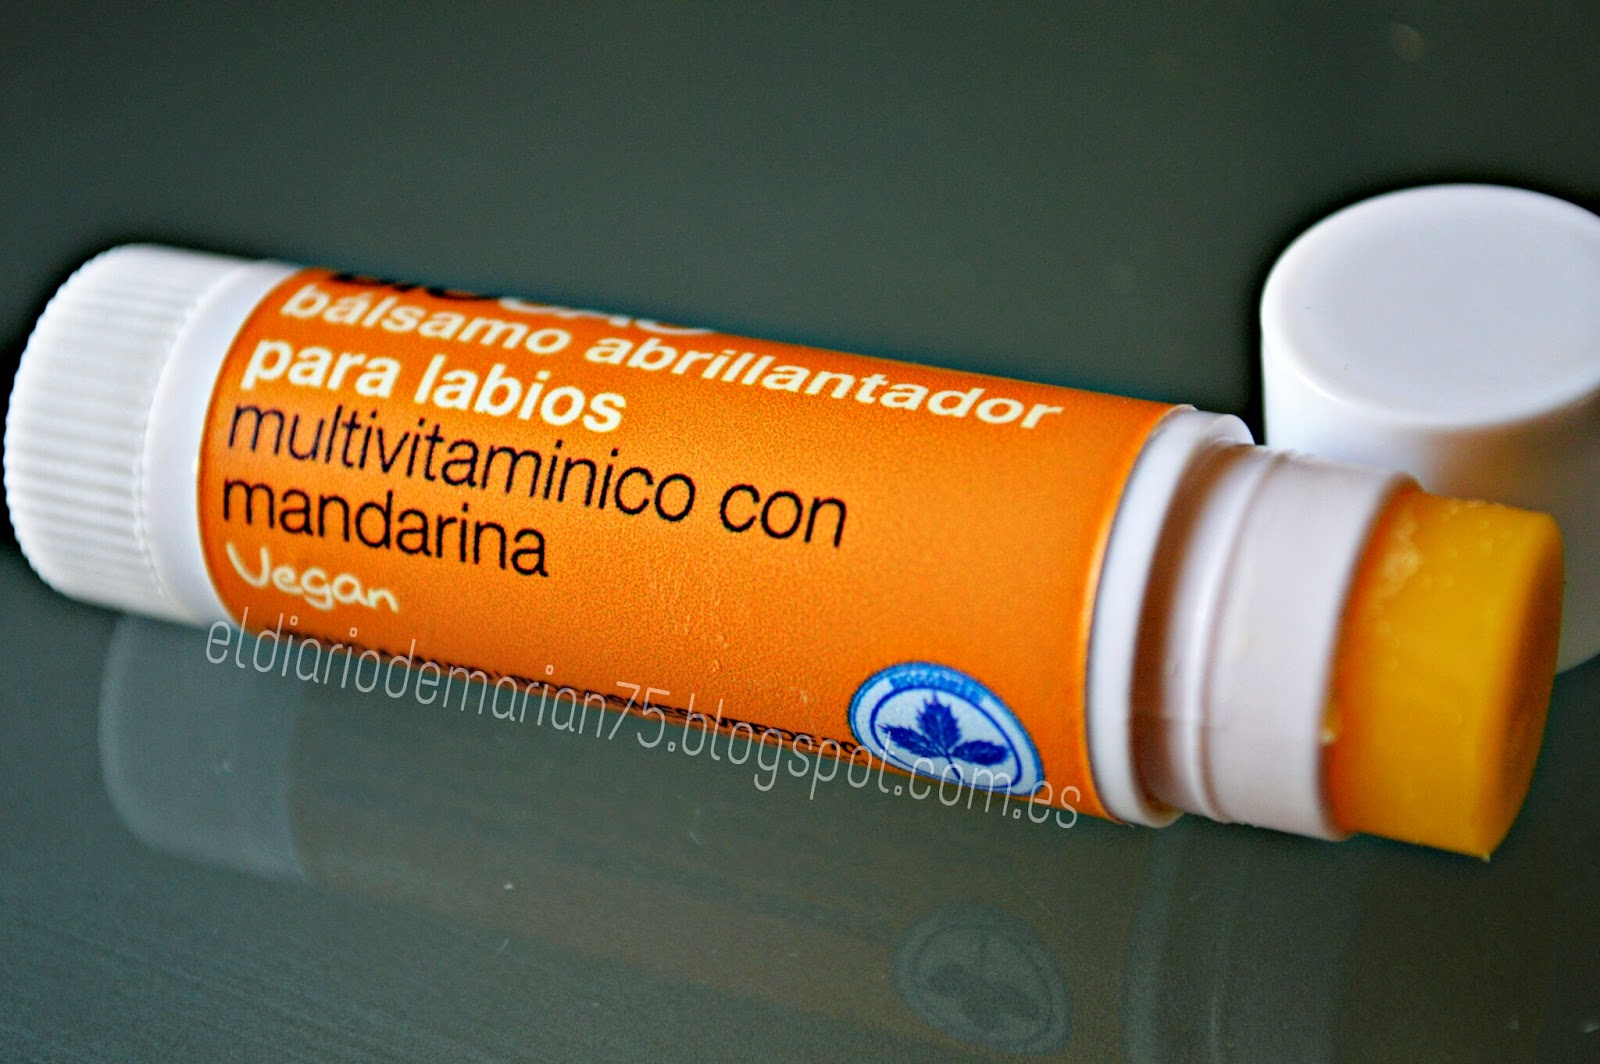 bálsamo abrillantador
para labios
multivitaminico con
mandarina
Vegan
eldiariodemarian75.blogspot.com.es